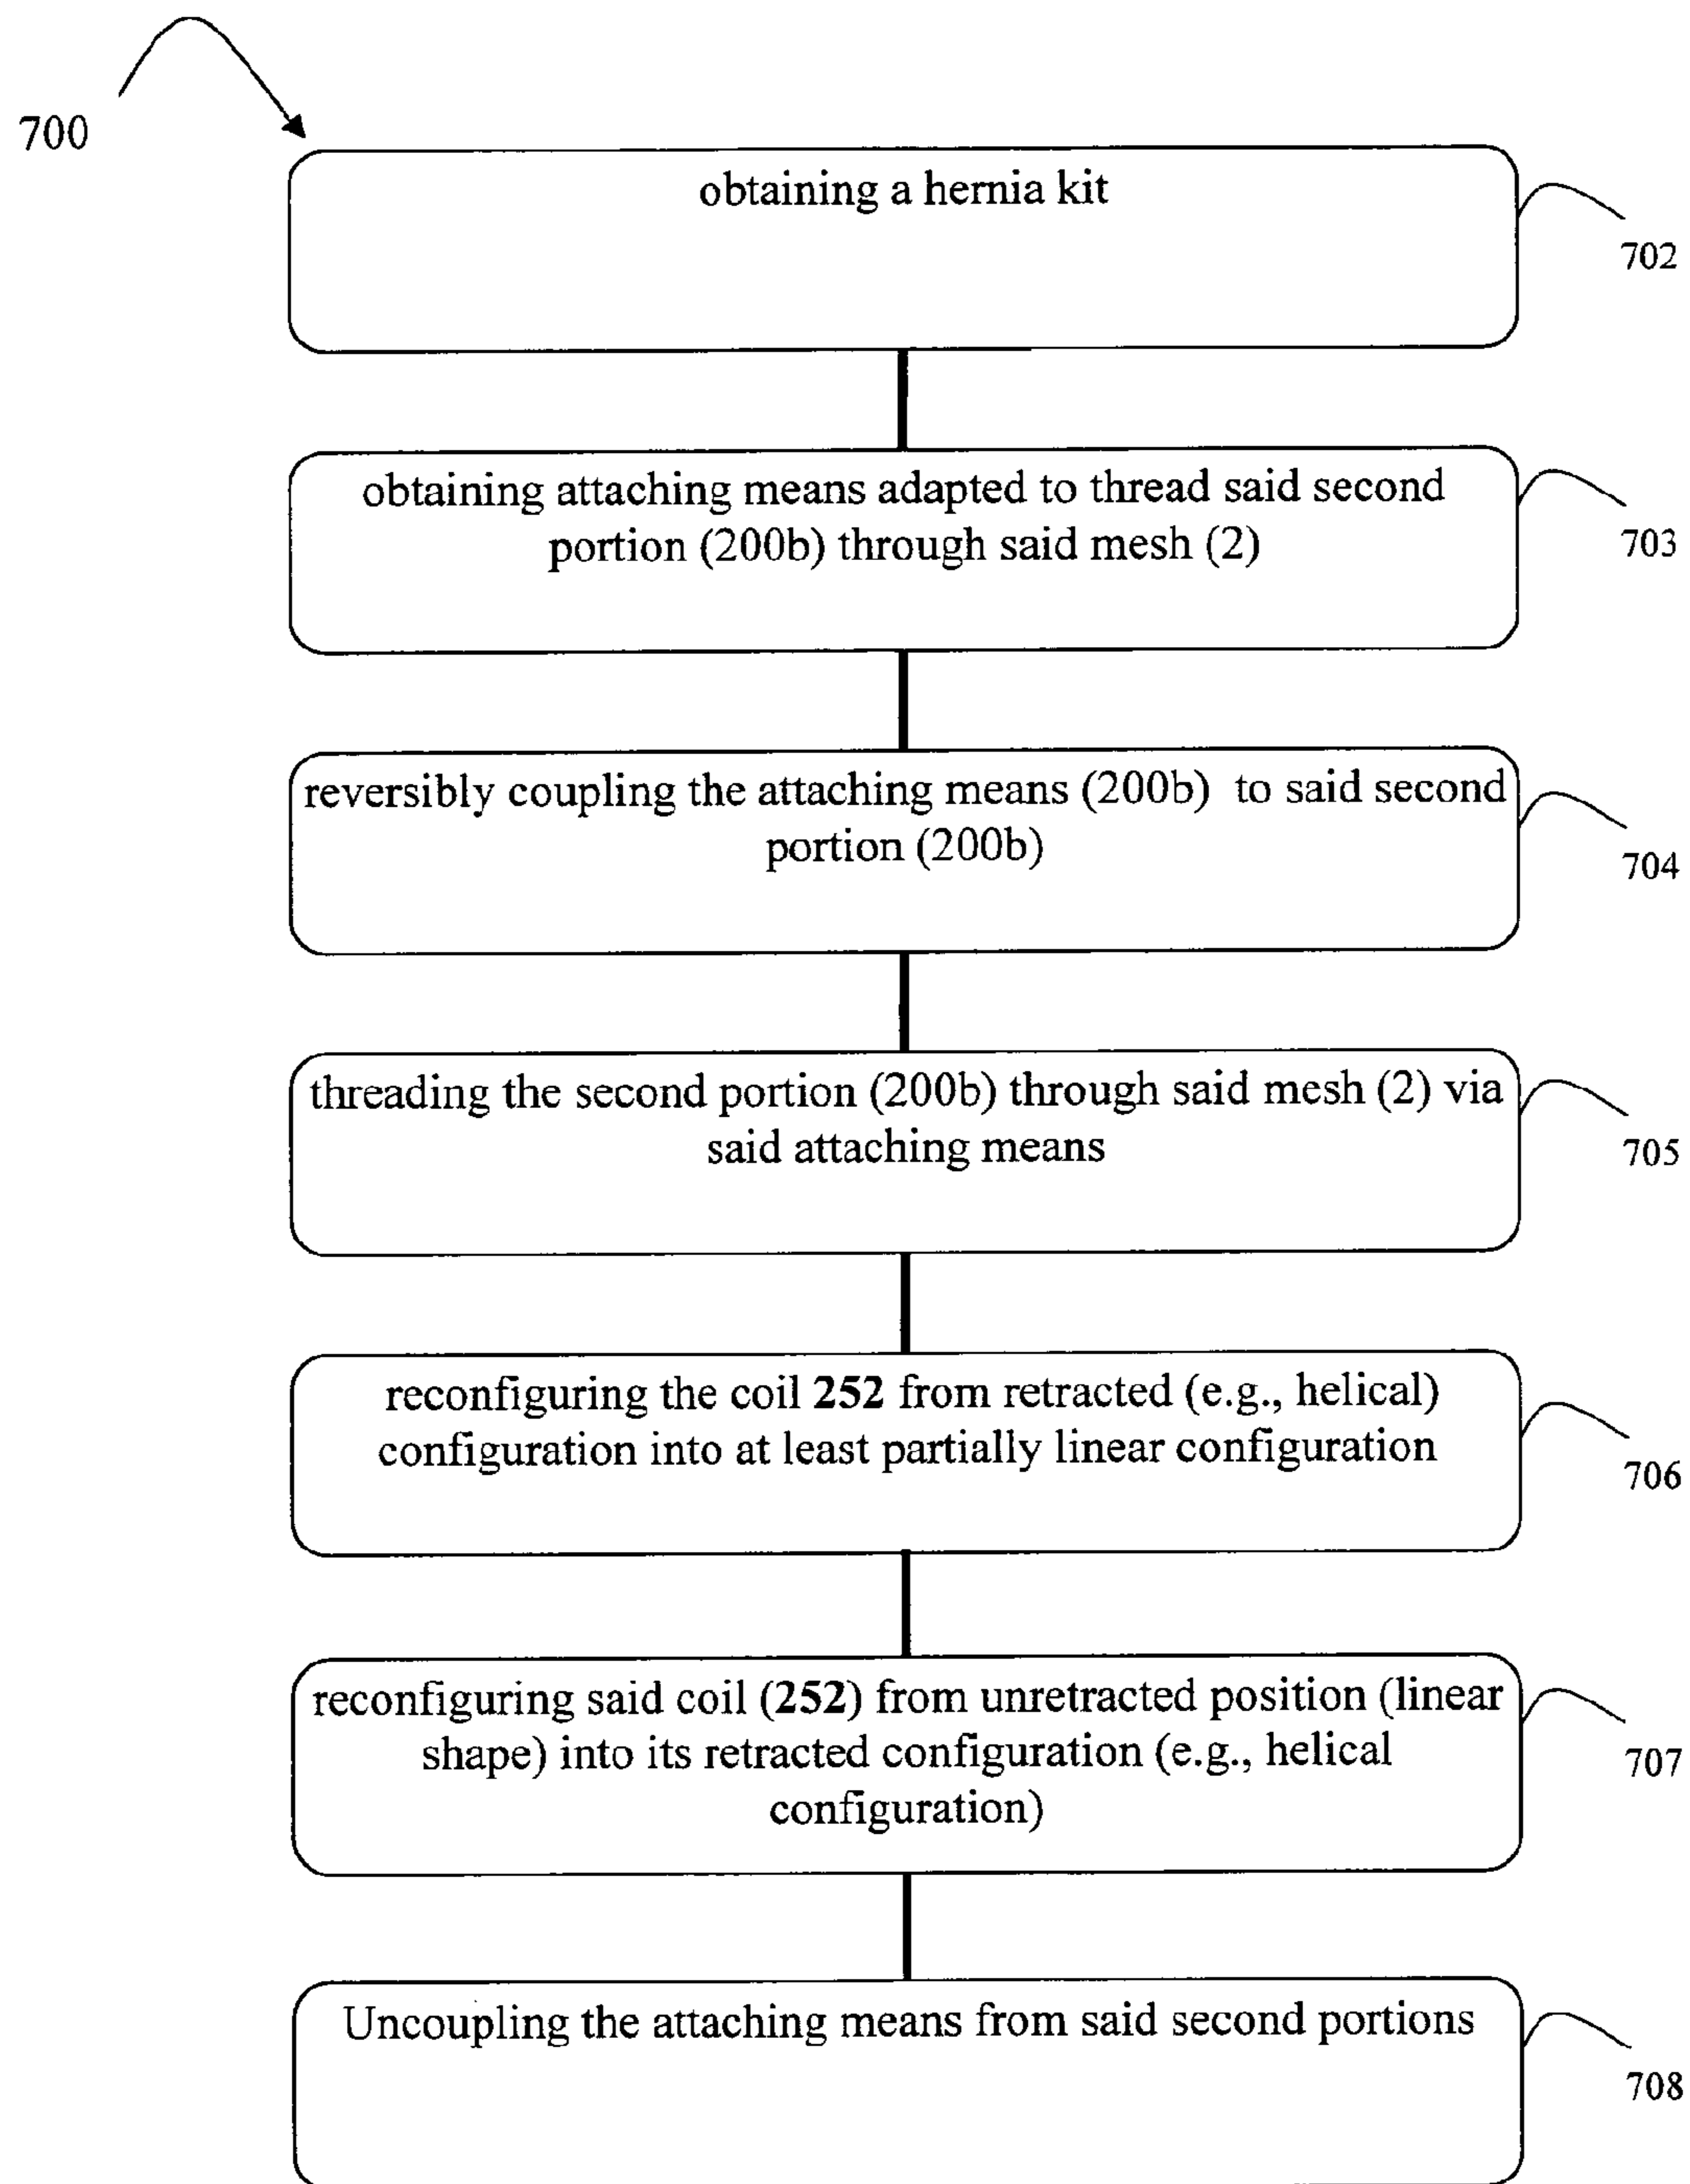 700
obtaining a hernia kit
702
obtaining attaching means adapted to thread said second
portion (200b) through said mesh (2)
703
reversibly coupling the attaching means (200b) to said second
portion (200b)
704
threading the second portion (200b) through said mesh (2) via
said attaching means
705
reconfiguring the coil 252 from retracted (e.g., helical)
configuration into at least partially linear configuration
706
reconfiguring said coil (252) from unretracted position (linear
shape) into its retracted configuration (e.g., helical
configuration)
707
Uncoupling the attaching means from said second portions
708